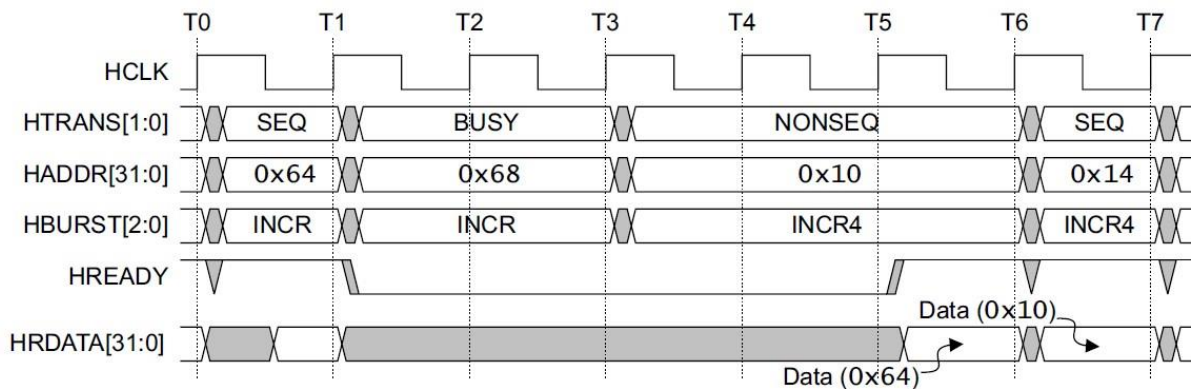 T0 T1 T2 T3 T4 T5 T6 T7
HCLK
HTRANS[1:0] SEQ BUSY NONSEQ SEQ
HADDR[31:0] 0x64 0x68 0x10 0x14
HBURST[2:0] INCR INCR INCR4 INCR4
HREADY
Data (0x10)
HRDATA[31:0]
Data (0x64)